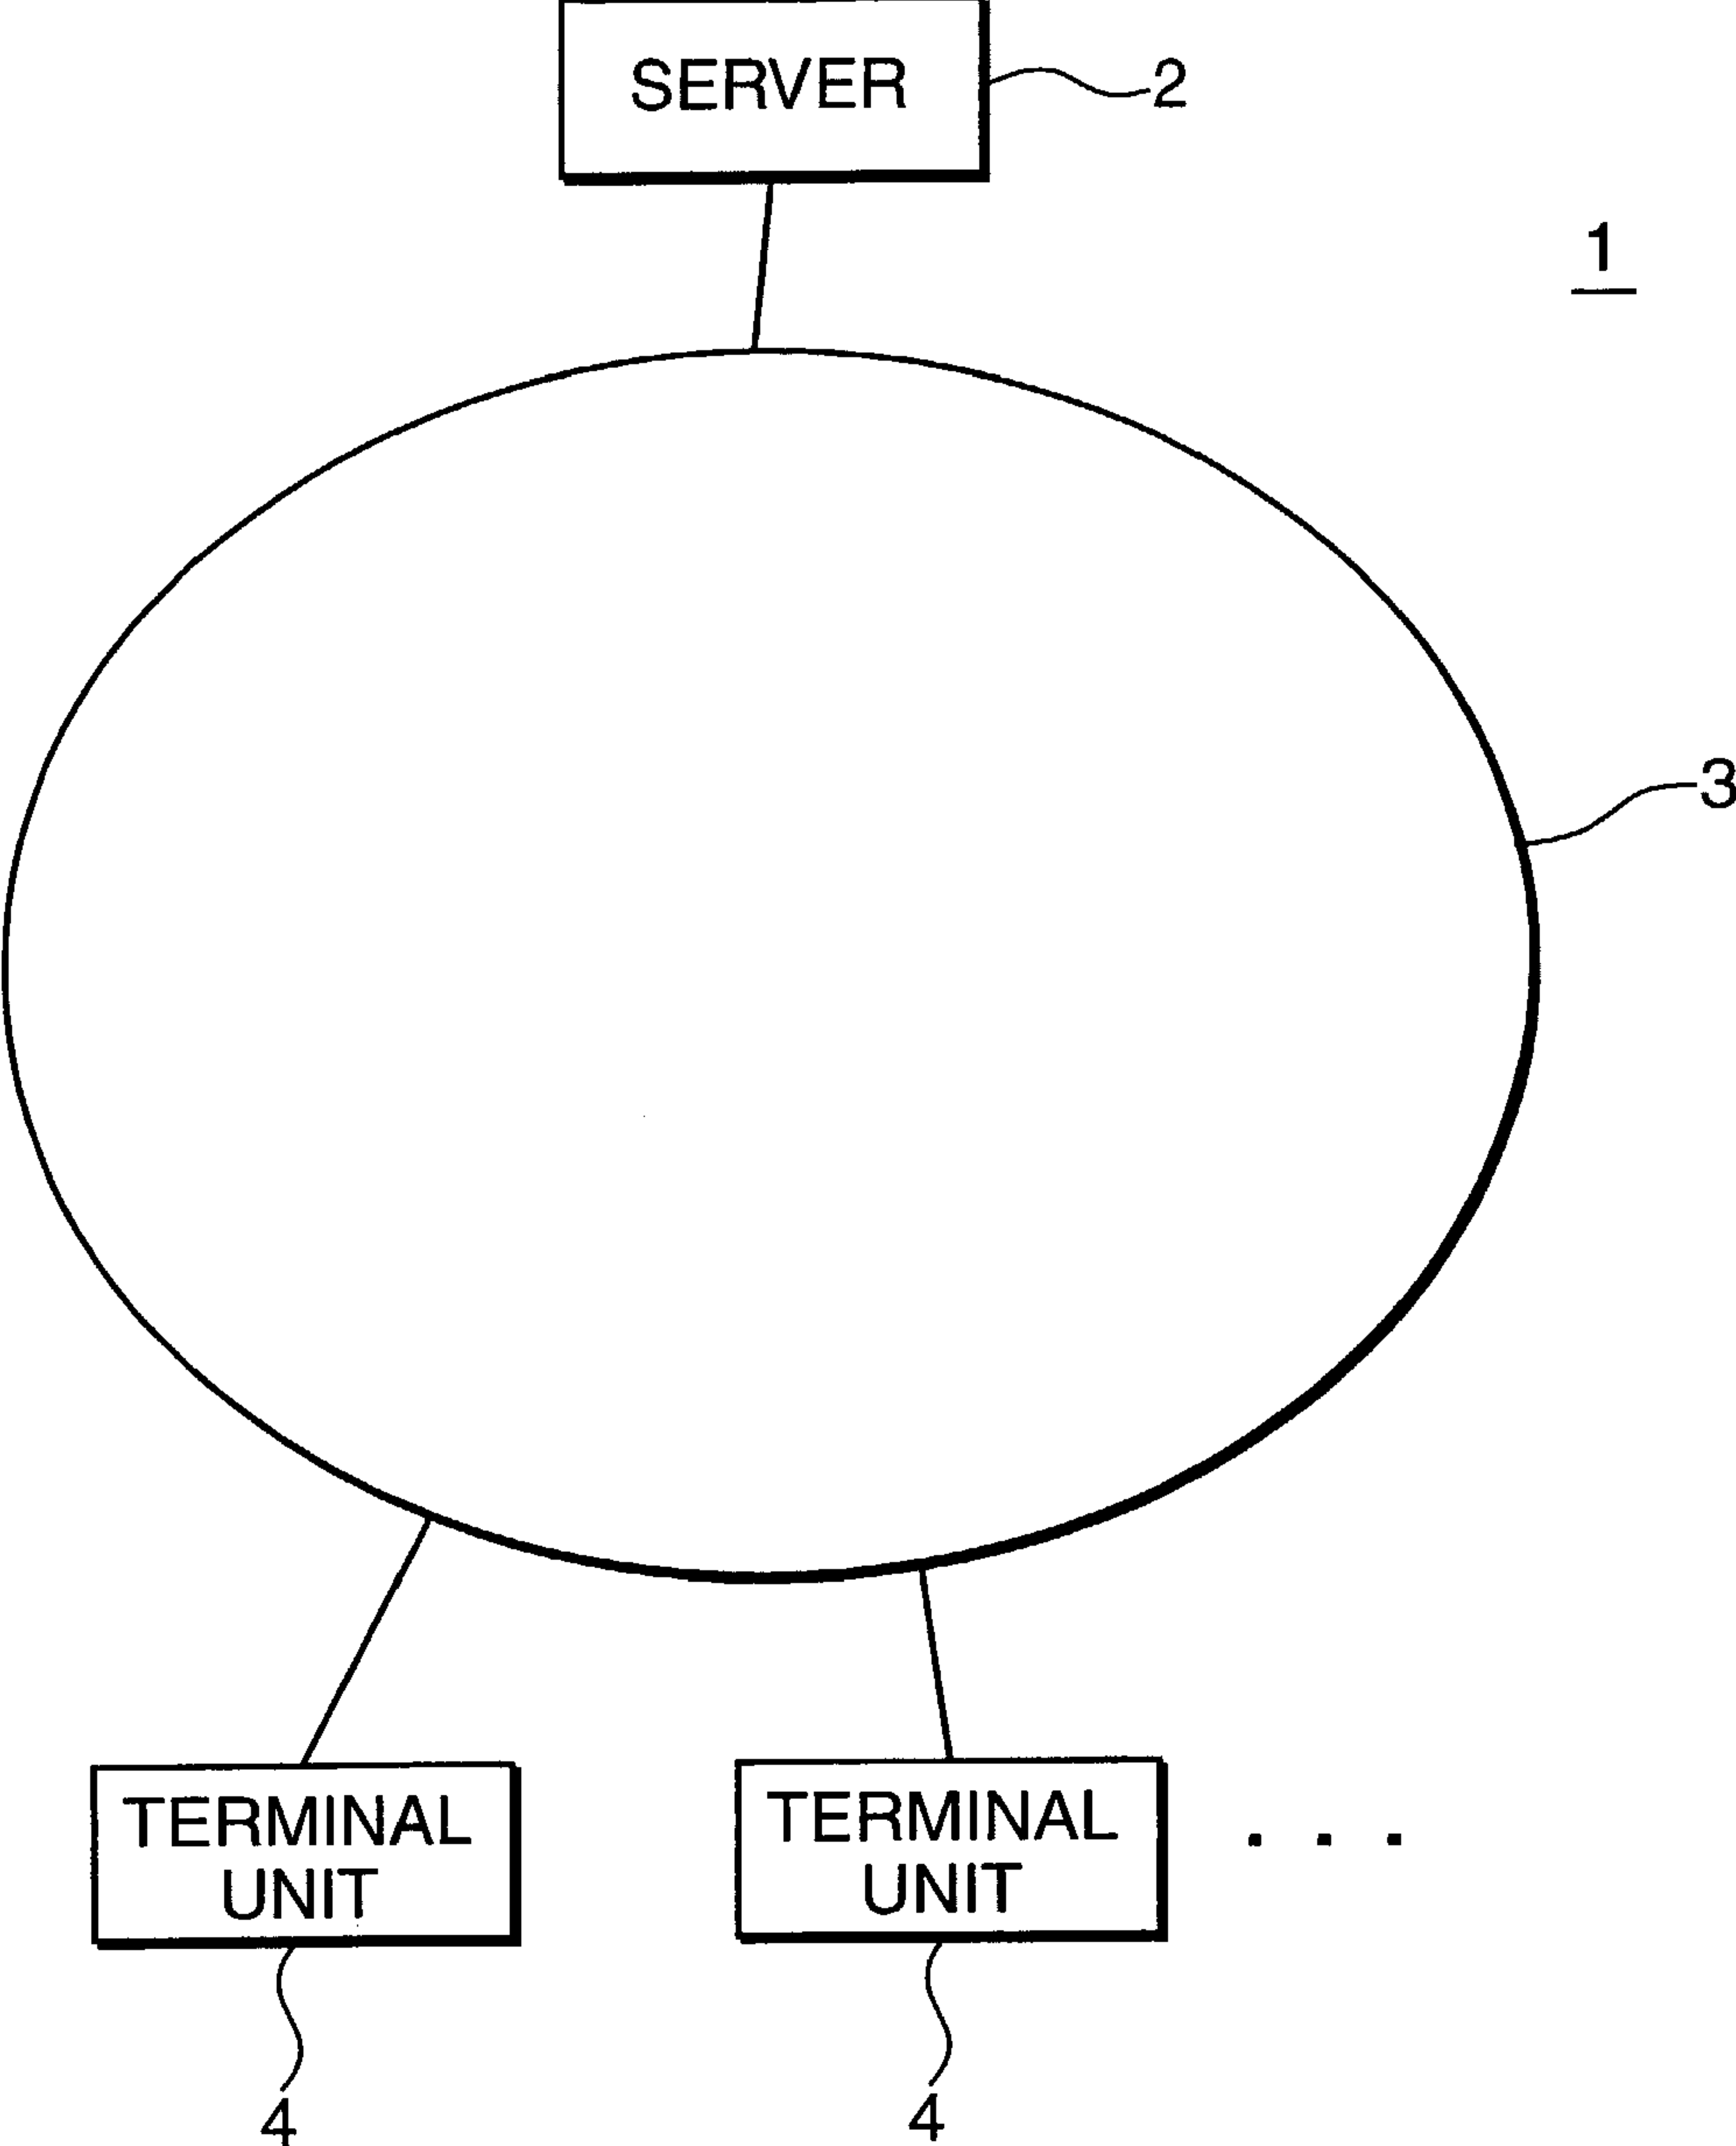 SERVER
2
1
3
TERMINAL
UNIT
TERMINAL
UNIT
. . .
4
4